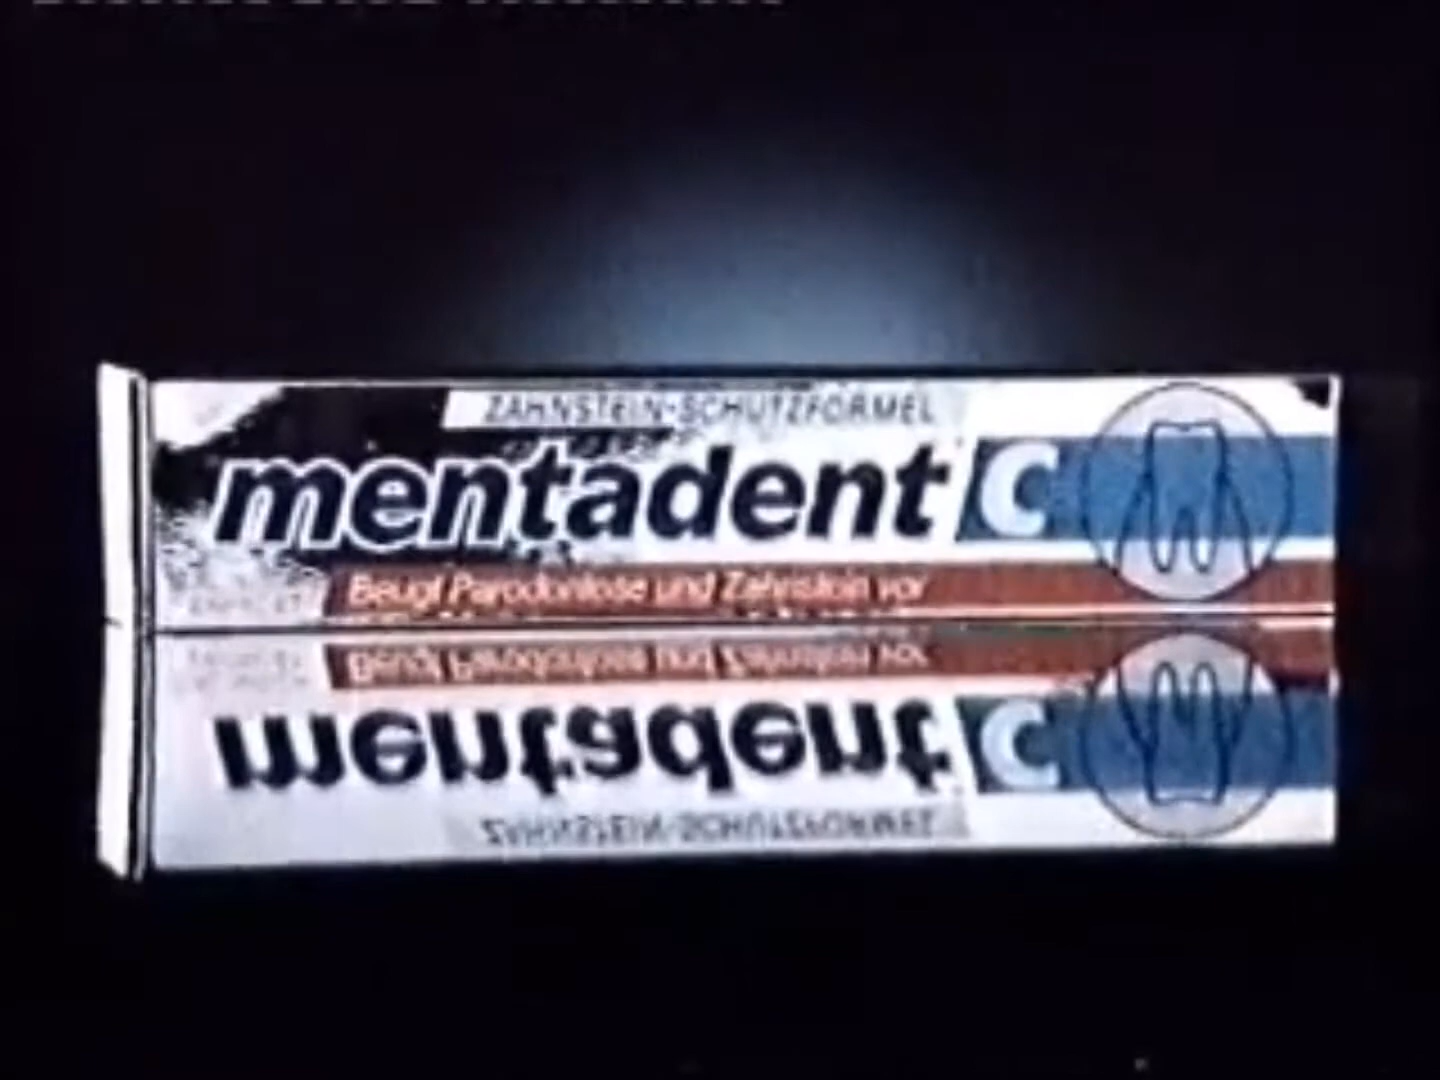 ZAHNSTEIN-SCHUTZFORMEL
mentadent C
Beugt Parodontose und Zahnstein vor